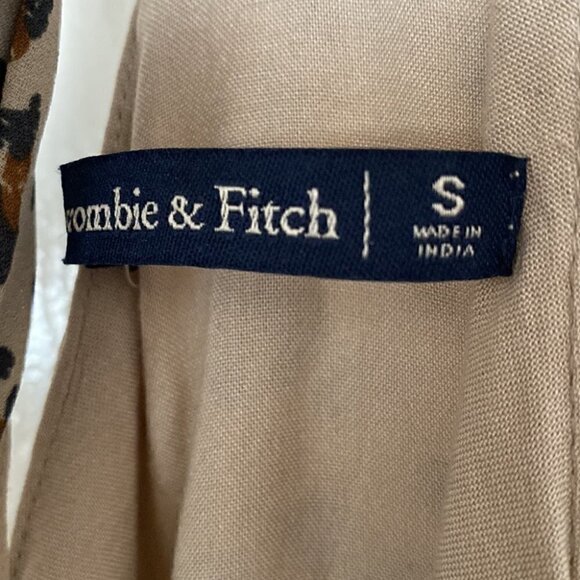 rombie & Fitch
S
MADE IN
INDIA